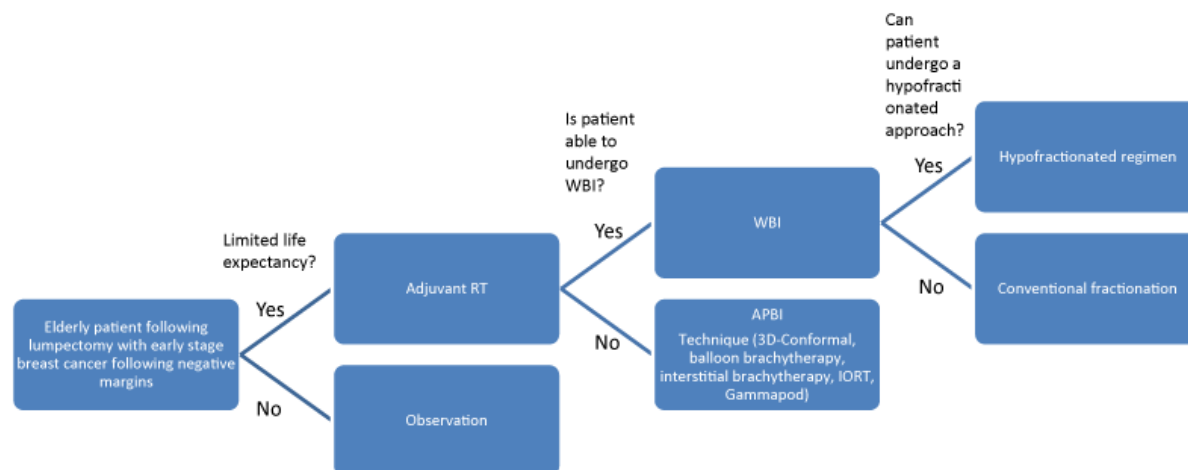 Elderly patient following
lumpectomy with early stage
breast cancer following negative
margins
Limited life
expectancy?
Yes
No
Adjuvant RT
Observation
Is patient
able to
undergo
WBI?
Yes
No
WBI
APBI
Technique (3D-Conformal,
balloon brachytherapy,
interstitial brachytherapy, IORT,
Gammapod)
Can
patient
undergo a
hypofracti
onated
approach?
Yes
No
Hypofractionated regimen
Conventional fractionation